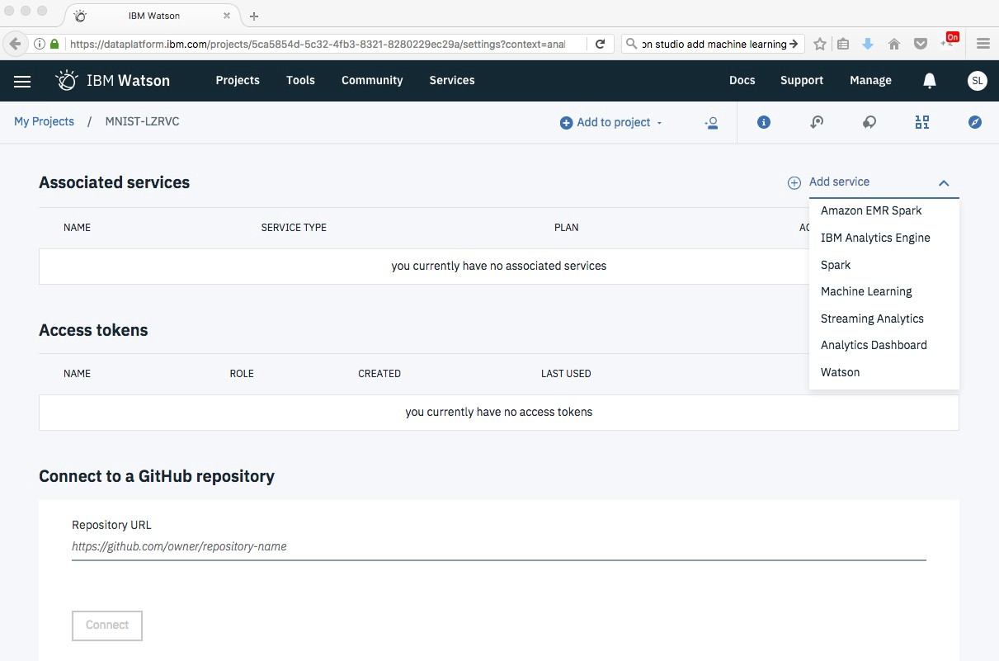 IBM Watson
https://dataplatform.ibm.com/projects/5ca5854d-5c32-4fb3-8321-8280229ec29a/settings?context=anal
on studio add machine learning
On
IBM Watson Projects Tools Community Services Docs Support Manage SL
My Projects / MNIST-LZRVC Add to project
Associated services Add service
Amazon EMR Spark
IBM Analytics Engine
Spark
Machine Learning
Streaming Analytics
Analytics Dashboard
Watson
NAME SERVICE TYPE PLAN AC
you currently have no associated services
Access tokens
NAME ROLE CREATED LAST USED
you currently have no access tokens
Connect to a GitHub repository
Repository URL
https://github.com/owner/repository-name
Connect